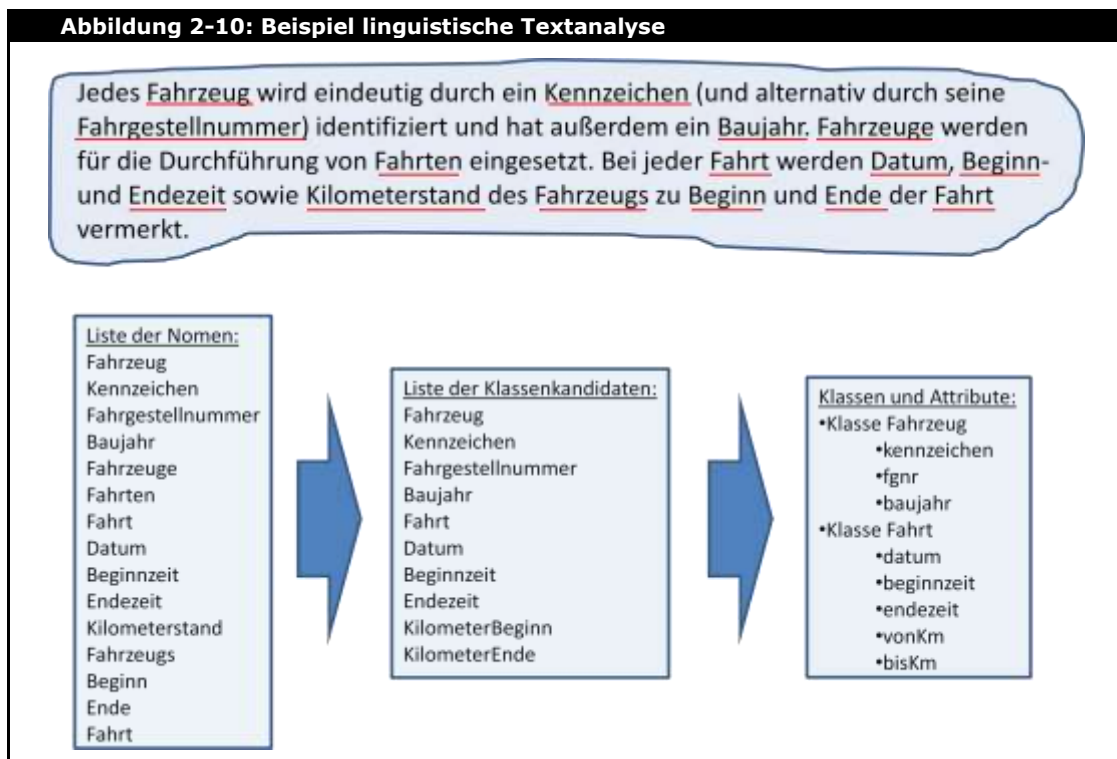 Abbildung 2-10: Beispiel linguistische Textanalyse
Jedes Fahrzeug wird eindeutig durch ein Kennzeichen (und alternativ durch seine
Fahrgestellnummer) identifiziert und hat außerdem ein Baujahr. Fahrzeuge werden
für die Durchführung von Fahrten eingesetzt. Bei jeder Fahrt werden Datum, Beginn-
und Endezeit sowie Kilometerstand des Fahrzeugs zu Beginn und Ende der Fahrt
vermerkt.
Liste der Nomen:
Fahrzeug
Kennzeichen
Fahrgestellnummer
Baujahr
Fahrzeuge
Fahrten
Fahrt
Datum
Beginnzeit
Endezeit
Kilometerstand
Fahrzeugs
Beginn
Ende
Fahrt
Liste der Klassenkandidaten:
Fahrzeug
Kennzeichen
Fahrgestellnummer
Baujahr
Fahrt
Datum
Beginnzeit
Endezeit
KilometerBeginn
KilometerEnde
Klassen und Attribute:
•Klasse Fahrzeug
•kennzeichen
•fgnr
•baujahr
•Klasse Fahrt
•datum
•beginnzeit
•endezeit
•vonKm
•bisKm